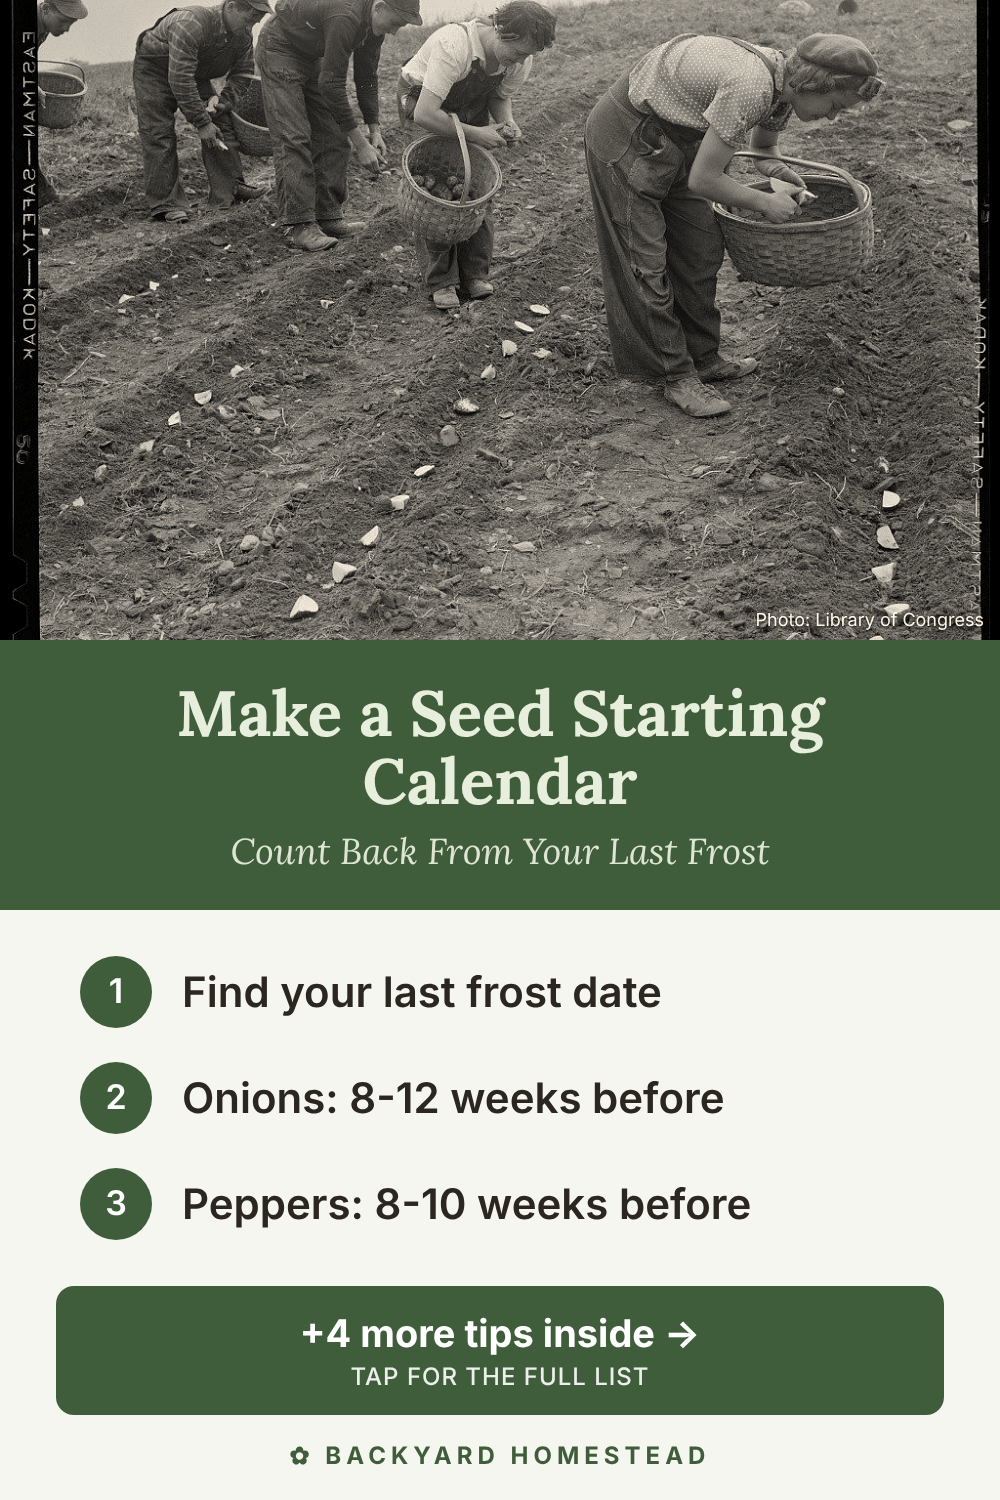 EASTMAN—SAFETY—KODAK
50
Photo: Library of Congress
Make a Seed Starting
Calendar
Count Back From Your Last Frost
1 Find your last frost date
2 Onions: 8-12 weeks before
3 Peppers: 8-10 weeks before
+4 more tips inside →
TAP FOR THE FULL LIST
✿ BACKYARD HOMESTEAD